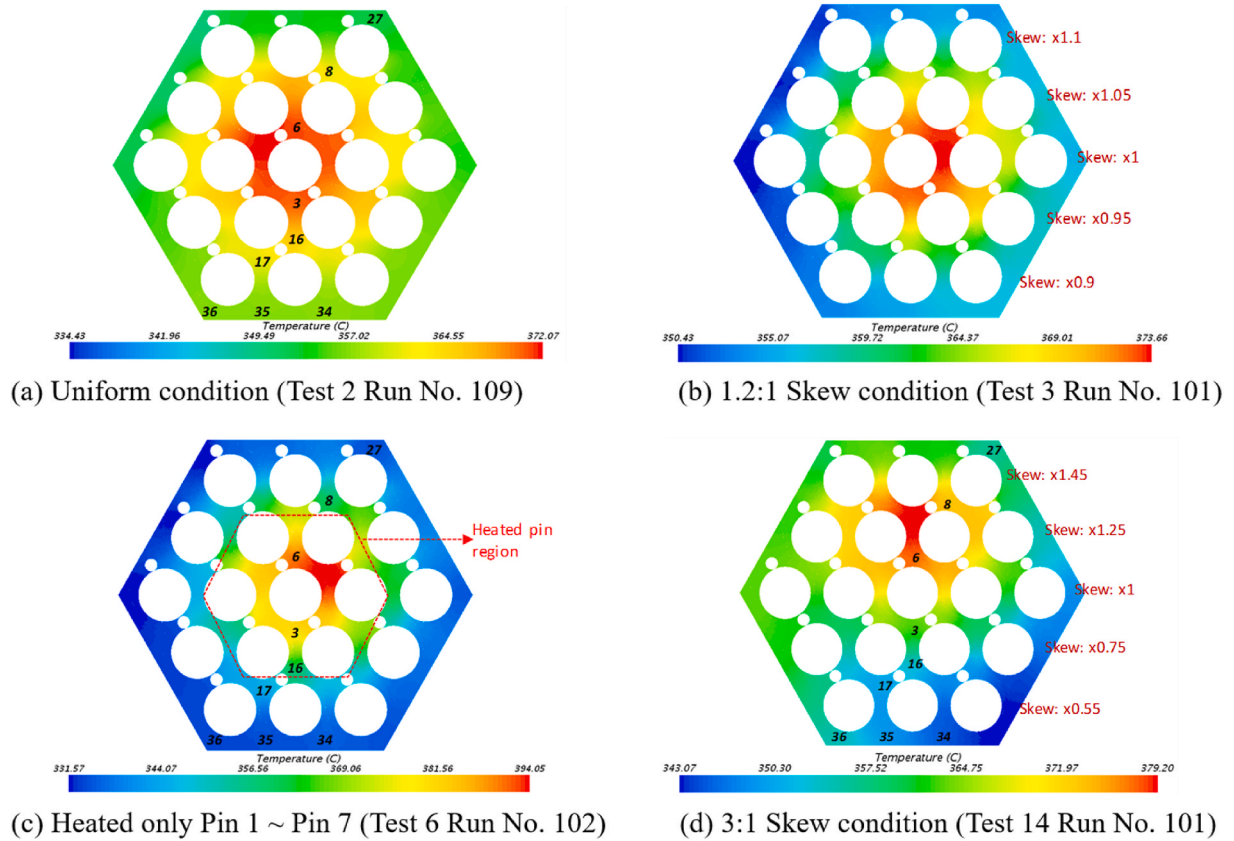 27
8
6
3
16
17
36 35 34
Temperature (C)
334.43 341.96 349.49 357.02 364.55 372.07
(a) Uniform condition (Test 2 Run No. 109)
Skew: x1.1
Skew: x1.05
Skew: x1
Skew: x0.95
Skew: x0.9
Temperature (C)
350.43 355.07 359.72 364.37 369.01 373.66
(b) 1.2:1 Skew condition (Test 3 Run No. 101)
27
8
Heated pin
region
6
3
16
17
36 35 34
Temperature (C)
331.57 344.07 356.56 369.06 381.56 394.05
(c) Heated only Pin 1 ~ Pin 7 (Test 6 Run No. 102)
27
Skew: x1.45
8
Skew: x1.25
6
Skew: x1
3
Skew: x0.75
16
17
Skew: x0.55
36 35 34
Temperature (C)
343.07 350.30 357.52 364.75 371.97 379.20
(d) 3:1 Skew condition (Test 14 Run No. 101)